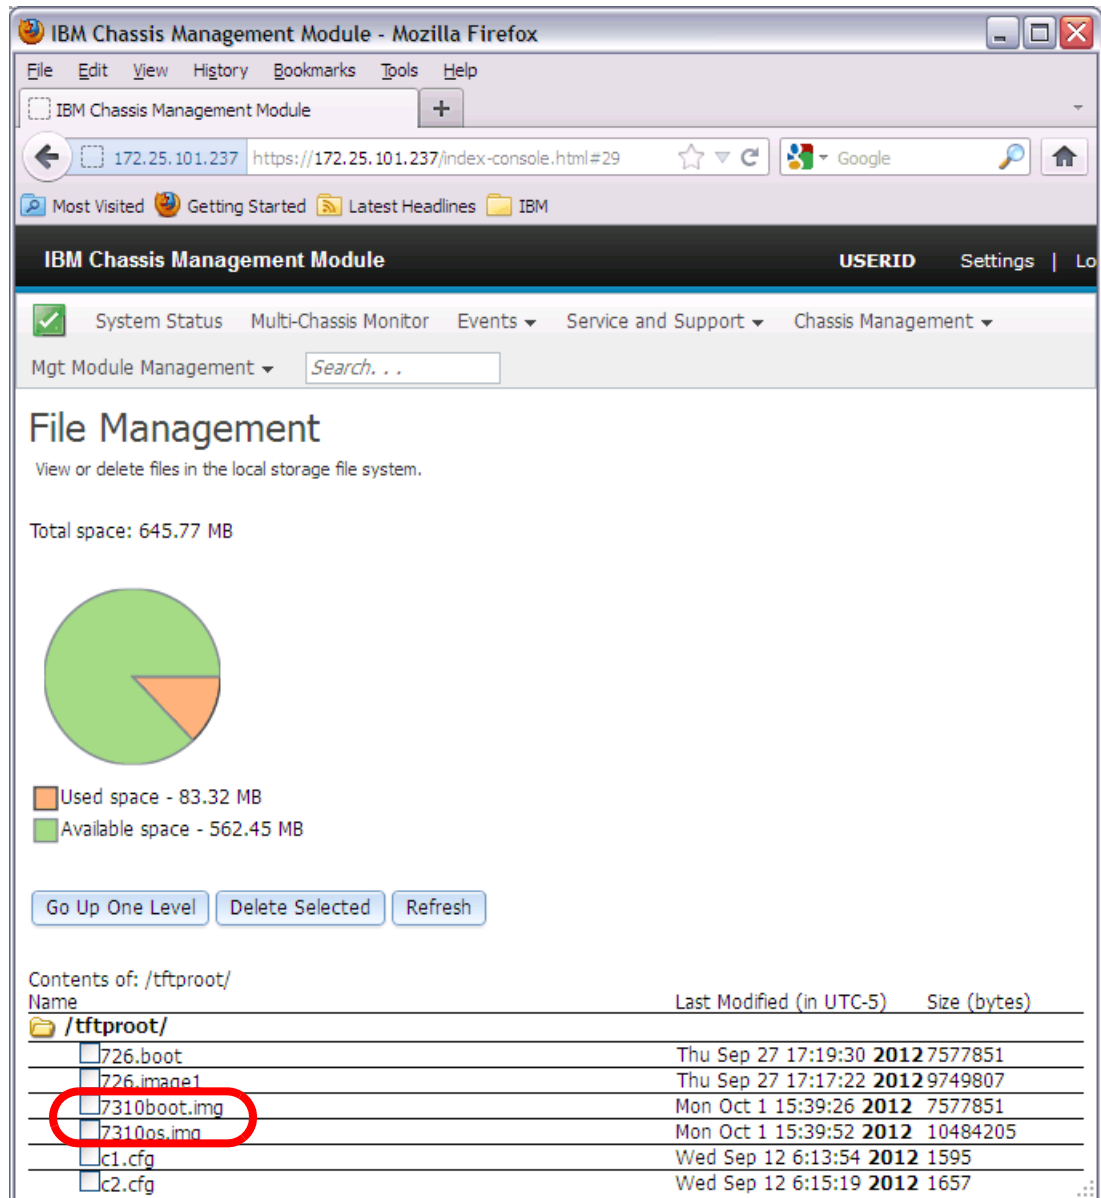 IBM Chassis Management Module - Mozilla Firefox
File Edit View History Bookmarks Tools Help
IBM Chassis Management Module
172.25.101.237 https://172.25.101.237/index-console.html#29 Google
Most Visited Getting Started Latest Headlines IBM
IBM Chassis Management Module USERID Settings | Lo
System Status Multi-Chassis Monitor Events Service and Support Chassis Management
Mgt Module Management Search. . .
File Management
View or delete files in the local storage file system.
Total space: 645.77 MB
Used space - 83.32 MB
Available space - 562.45 MB
Go Up One Level Delete Selected Refresh
Contents of: /tftproot/
Name Last Modified (in UTC-5) Size (bytes)
/tftproot/
726.boot Thu Sep 27 17:19:30 2012 7577851
726.image1 Thu Sep 27 17:17:22 2012 9749807
7310boot.img Mon Oct 1 15:39:26 2012 7577851
7310os.img Mon Oct 1 15:39:52 2012 10484205
c1.cfg Wed Sep 12 6:13:54 2012 1595
c2.cfg Wed Sep 12 6:15:19 2012 1657